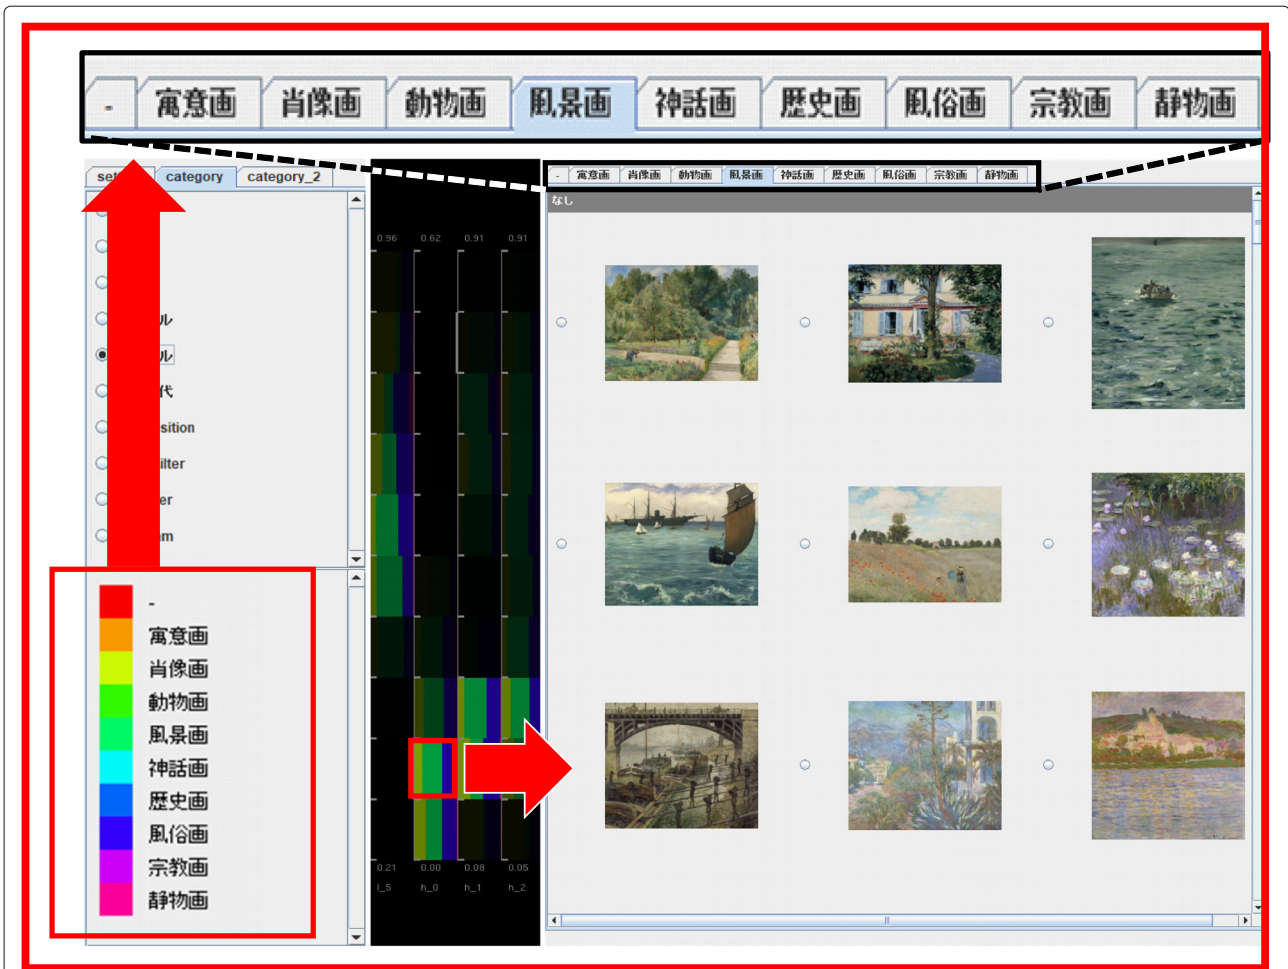 - 寓意画 肖像画 動物画 風景画 神話画 歴史画 風俗画 宗教画 静物画
category category_2
- 寓意画 肖像画 動物画 風景画 神話画 歴史画 風俗画 宗教画 静物画
なし
0.96 0.62 0.91 0.91
ル
ル
代
sition
ilter
er
am
-
寓意画
肖像画
動物画
風景画
神話画
歴史画
風俗画
宗教画
静物画
0.21 0.00 0.08 0.05
l_5 h_0 h_1 h_2